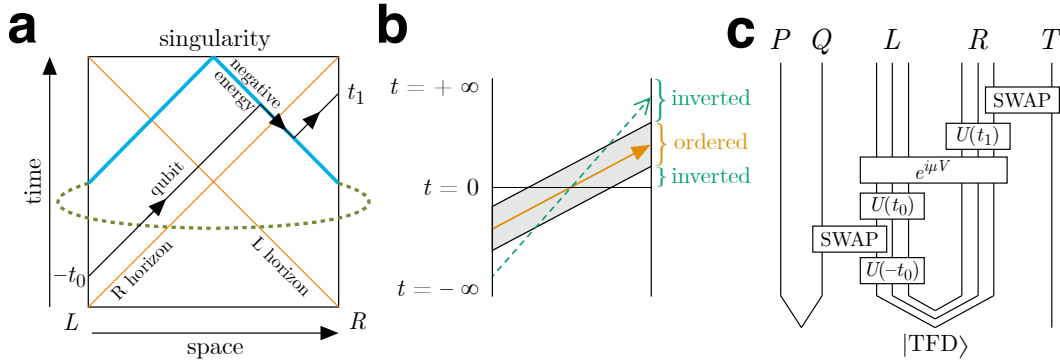 a
singularity
negative
energy
t₁
qubit
time
−t₀
R horizon
L horizon
L
R
space
b
t = + ∞
inverted
ordered
t = 0
inverted
t = − ∞
c
P Q L R T
SWAP
U(t₁)
e^{iμV}
U(t₀)
SWAP
U(−t₀)
|TFD⟩